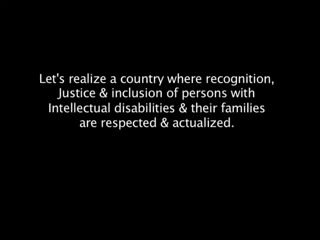 Let's realize a country where recognition,
Justice & inclusion of persons with
Intellectual disabilities & their families
are respected & actualized.